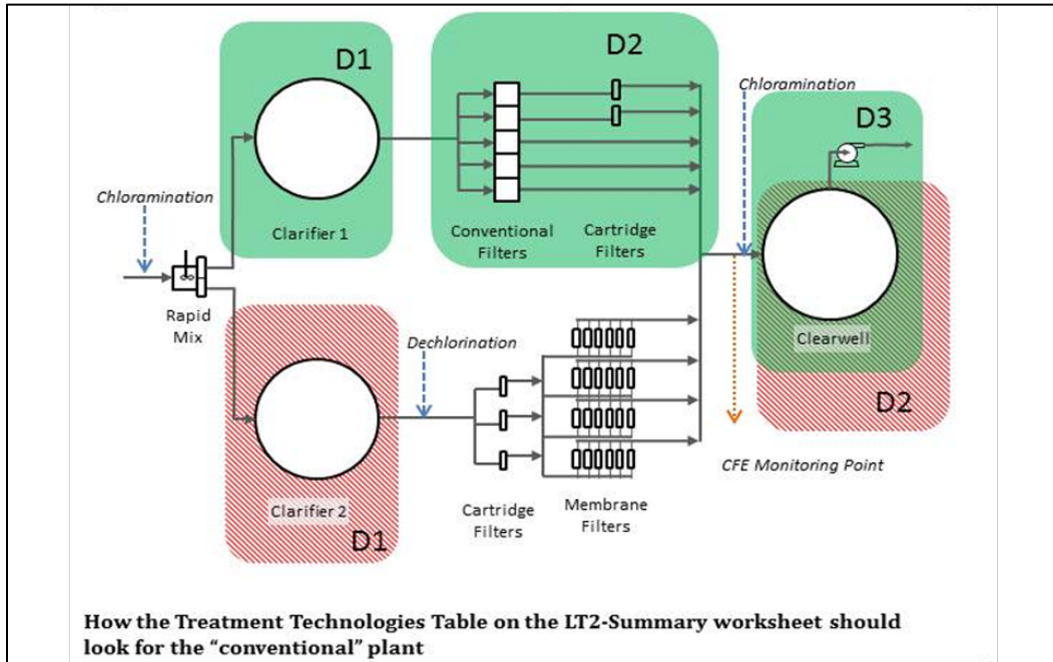 D1
D2
Chloramination
D3
Chloramination
Clarifier 1
Conventional
Filters
Cartridge
Filters
Rapid
Mix
Dechlorination
Clearwell
D2
CFE Monitoring Point
Clarifier 2
D1
Cartridge
Filters
Membrane
Filters
How the Treatment Technologies Table on the LT2-Summary worksheet should
look for the “conventional” plant